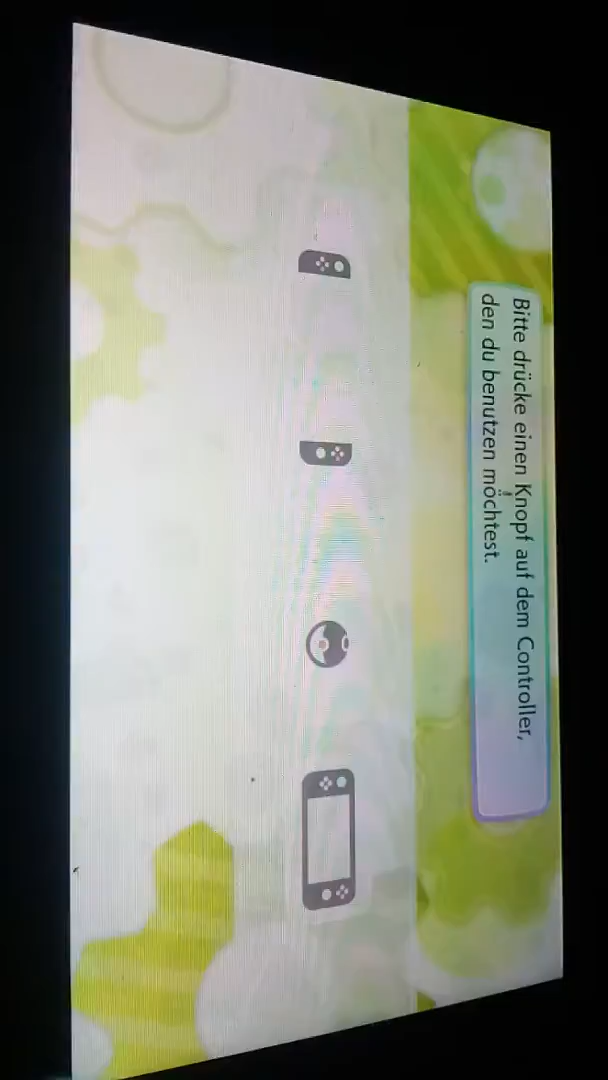 Bitte drücke einen Knopf auf dem Controller,
den du benutzen möchtest.